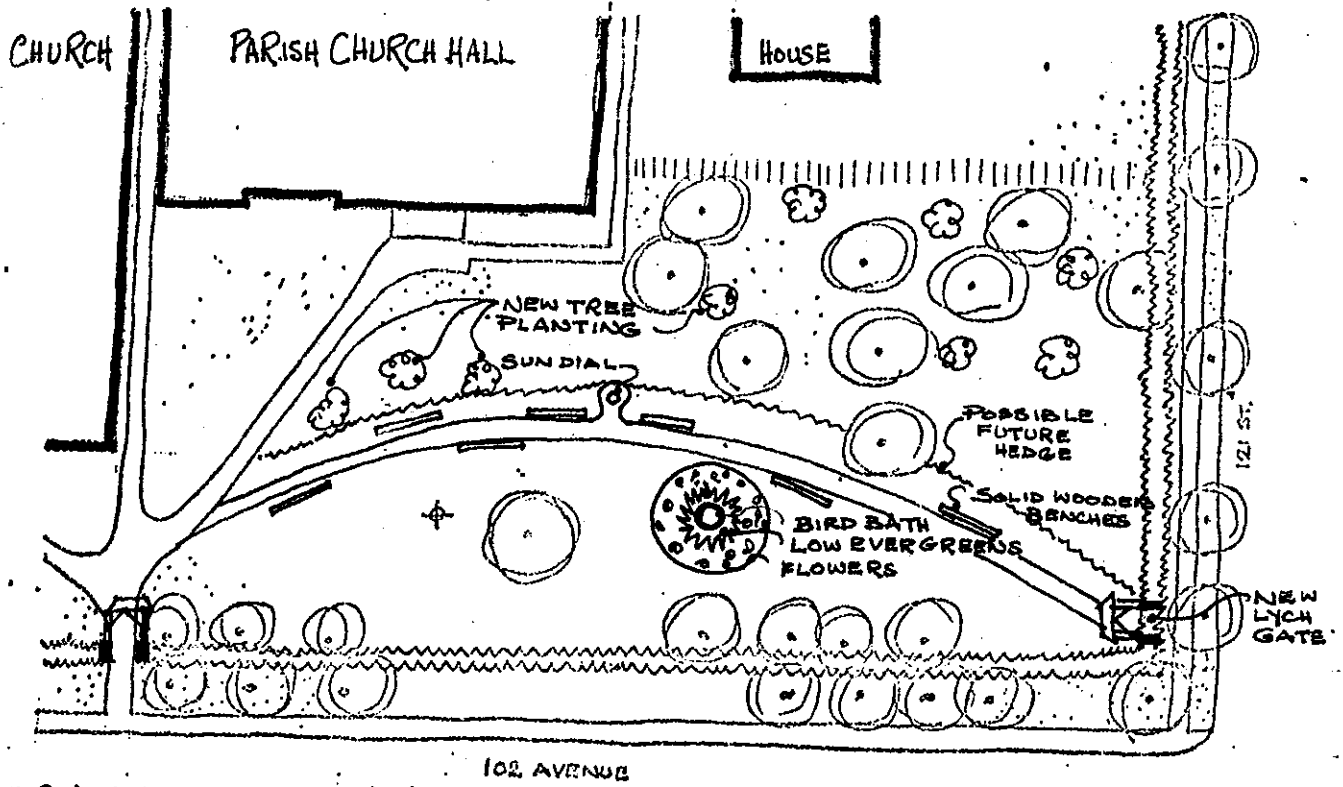 CHURCH
PARISH CHURCH HALL
HOUSE
NEW TREE
PLANTING
SUN DIAL
POSSIBLE
FUTURE
HEDGE
121 ST.
SOLID WOODEN
BENCHES
BIRD BATH
LOW EVERGREENS
FLOWERS
NEW
LYCH
GATE
102 AVENUE